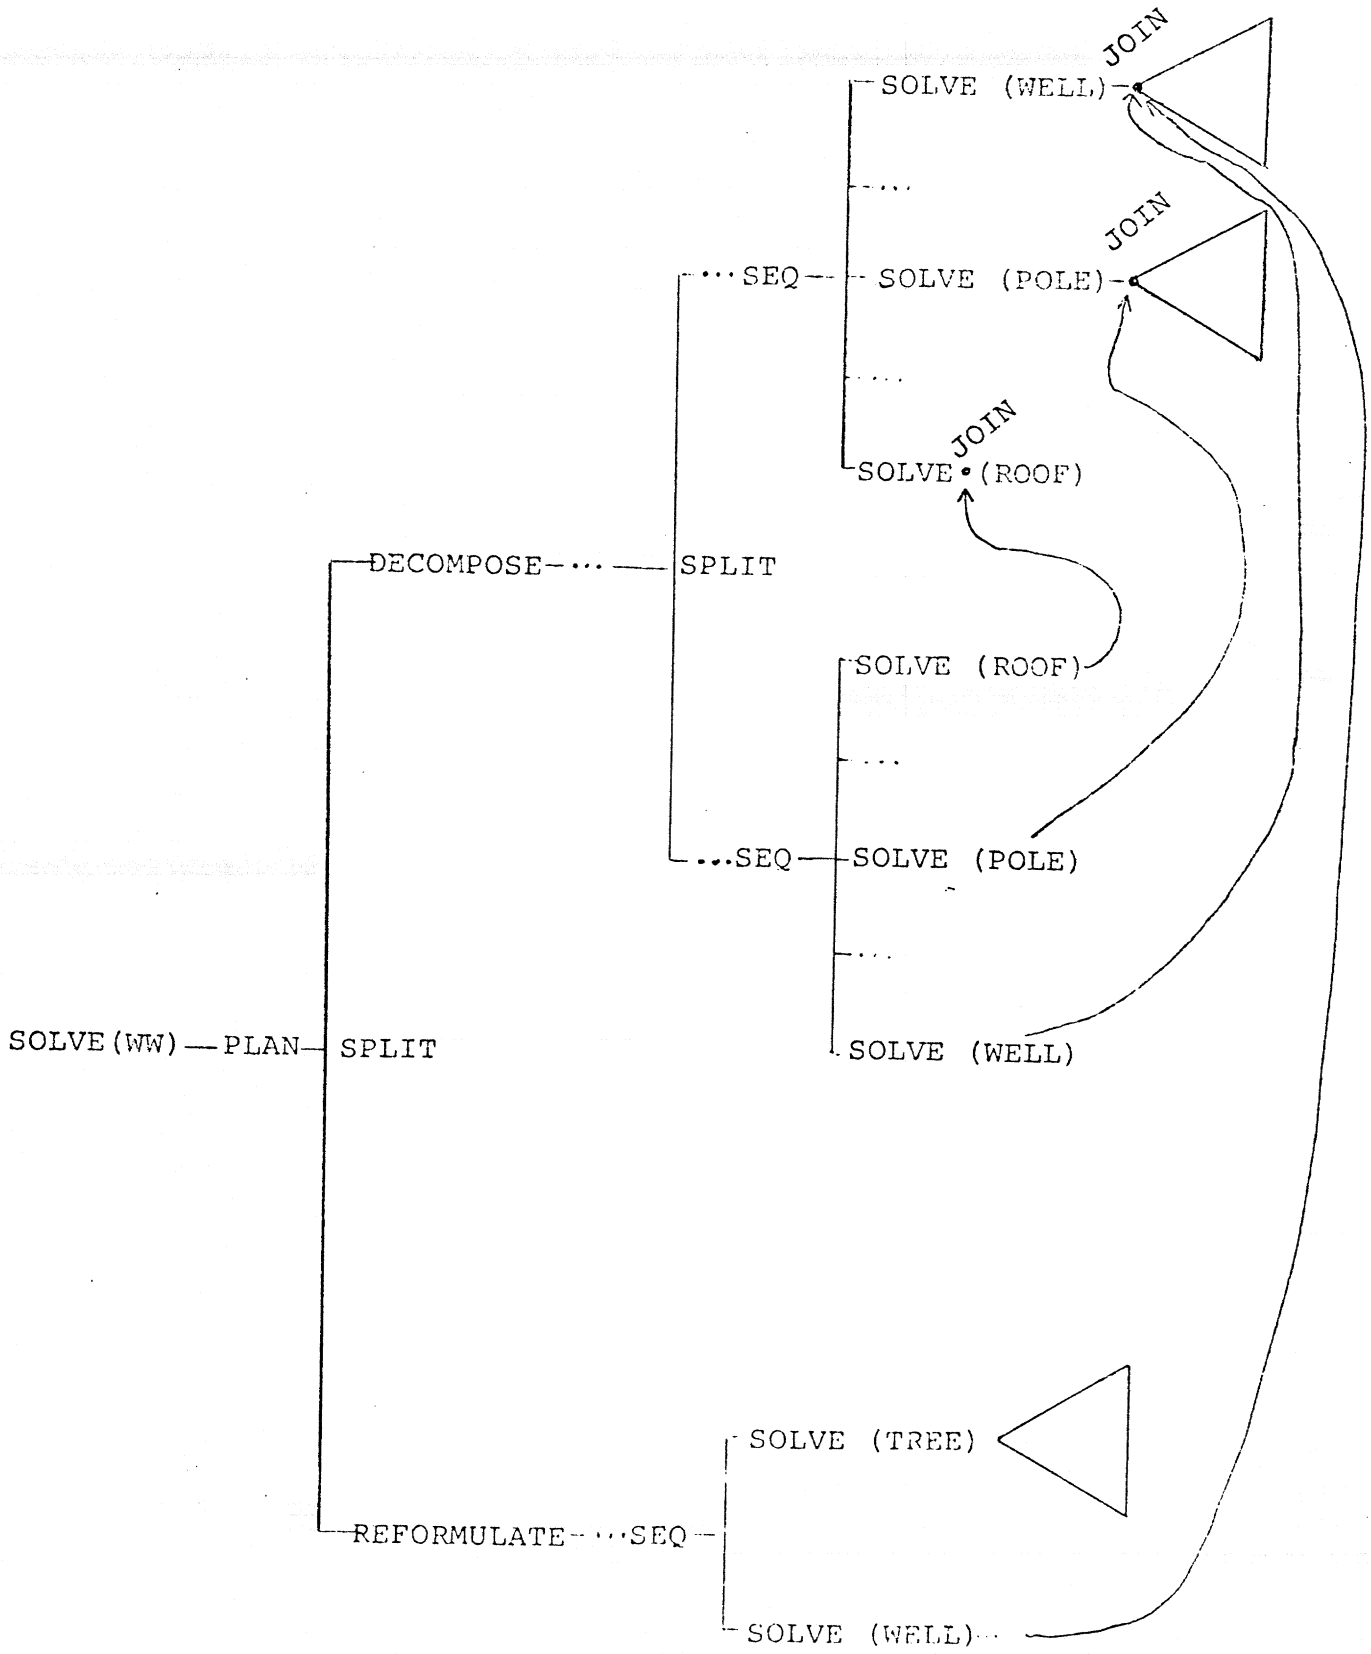 JOIN
SOLVE (WELL)
....
JOIN
...SEQ
SOLVE (POLE)
....
JOIN
SOLVE (ROOF)
DECOMPOSE-...
SPLIT
SOLVE (ROOF)
....
...SEQ
SOLVE (POLE)
....
SOLVE(WW)—PLAN
SPLIT
SOLVE (WELL)
SOLVE (TREE)
REFORMULATE-...SEQ
SOLVE (WELL)...